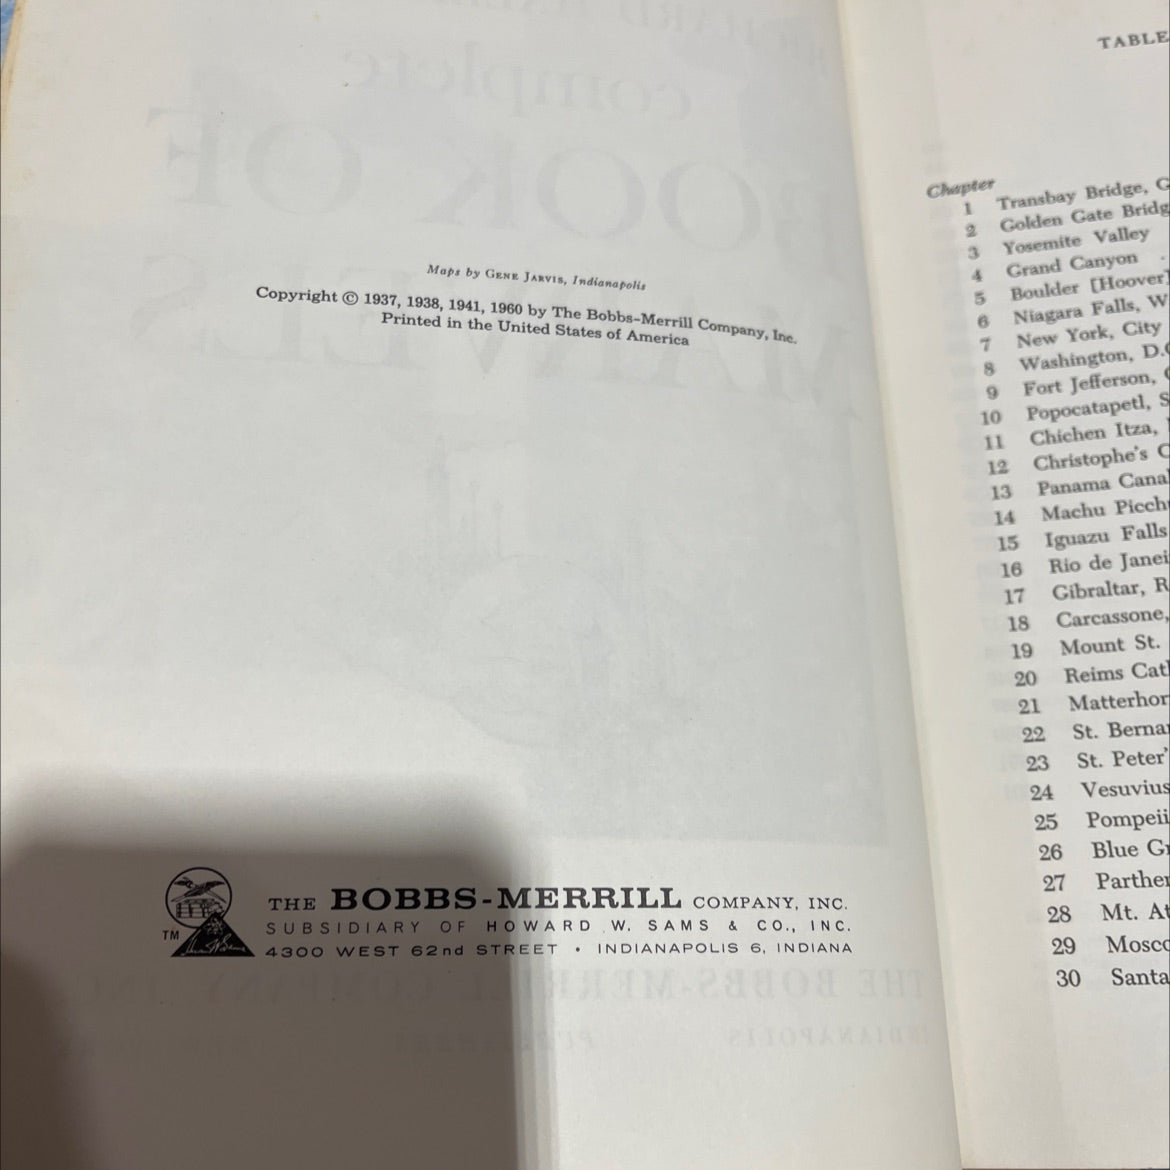 Maps by GENE JARVIS, Indianapolis
Copyright © 1937, 1938, 1941, 1960 by The Bobbs-Merrill Company, Inc.
Printed in the United States of America
TM
THE BOBBS-MERRILL COMPANY, INC.
SUBSIDIARY OF HOWARD W. SAMS & CO., INC.
4300 WEST 62nd STREET • INDIANAPOLIS 6, INDIANA
TABLE
Chapter
1 Transbay Bridge, G
2 Golden Gate Bridg
3 Yosemite Valley
4 Grand Canyon
5 Boulder [Hoover]
6 Niagara Falls, W
7 New York, City
8 Washington, D.C
9 Fort Jefferson,
10 Popocatapetl, S
11 Chichen Itza,
12 Christophe's C
13 Panama Canal
14 Machu Picch
15 Iguazu Falls
16 Rio de Janei
17 Gibraltar, R
18 Carcassone,
19 Mount St.
20 Reims Cath
21 Matterhor
22 St. Berna
23 St. Peter'
24 Vesuvius
25 Pompeii
26 Blue Gr
27 Parthen
28 Mt. At
29 Mosco
30 Santa